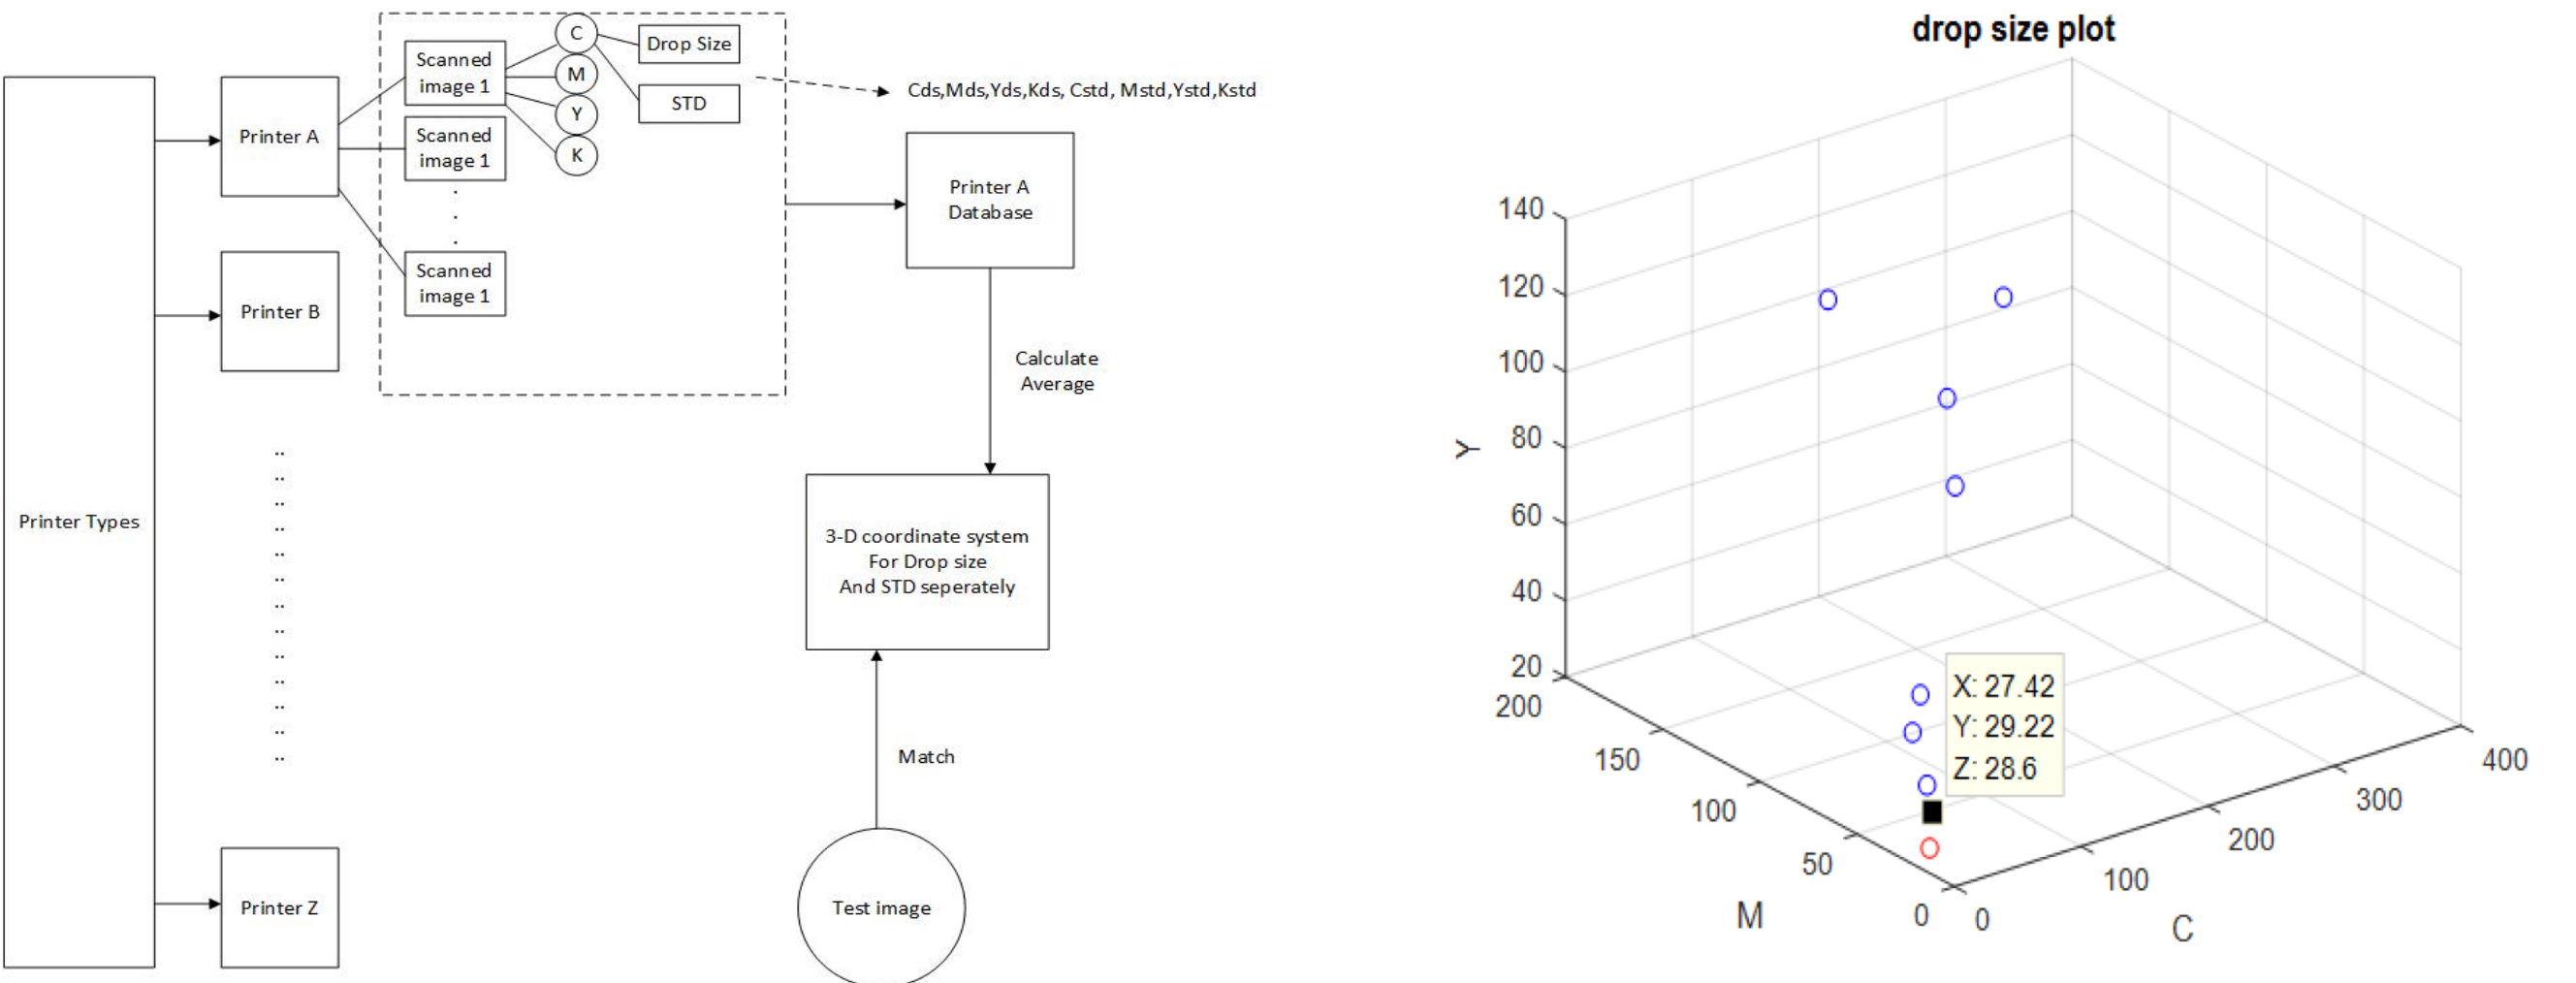 Printer Types
Printer A
Printer B
Printer Z
Scanned
image 1
Scanned
image 1
.
.
.
Scanned
image 1
C
M
Y
K
Drop Size
STD
Cds,Mds,Yds,Kds, Cstd, Mstd,Ystd,Kstd
Printer A
Database
Calculate
Average
3-D coordinate system
For Drop size
And STD seperately
Match
Test image
drop size plot
140
120
100
80
60
40
20
Y
200
150
100
50
0
M
0
100
200
300
400
C
X: 27.42
Y: 29.22
Z: 28.6